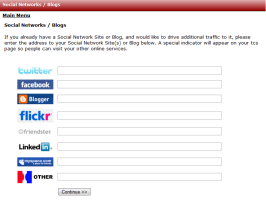 Social Networks / Blogs
Main Menu
Social Networks / Blogs
If you already have a Social Network Site or Blog, and would like to drive additional traffic to it, please
enter the address to your Social Network Site(s) or Blog below. A special indicator will appear on your tcs
page so people can visit your other online services.
twitter
facebook
Blogger
flickr
friendster
Linked in
OTHER
Continue >>